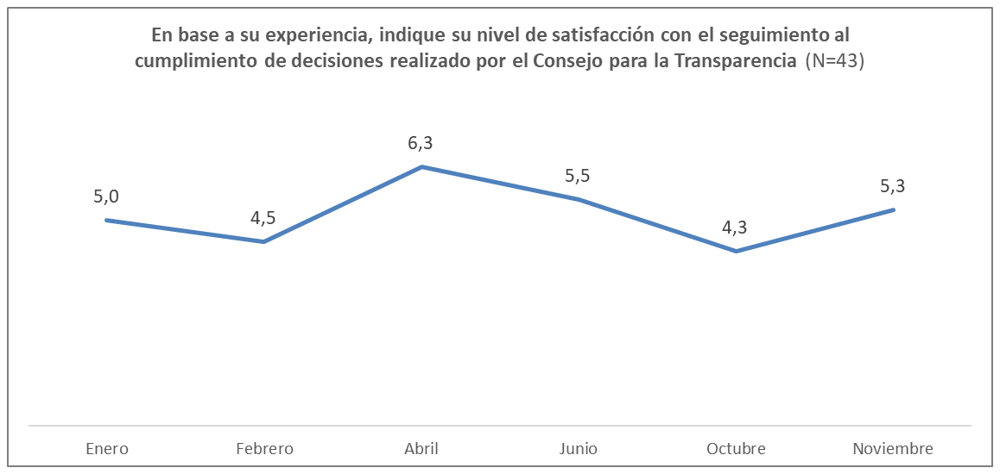 En base a su experiencia, indique su nivel de satisfacción con el seguimiento al
cumplimiento de decisiones realizado por el Consejo para la Transparencia (N=43)
5,0
4,5
6,3
5,5
4,3
5,3
Enero
Febrero
Abril
Junio
Octubre
Noviembre